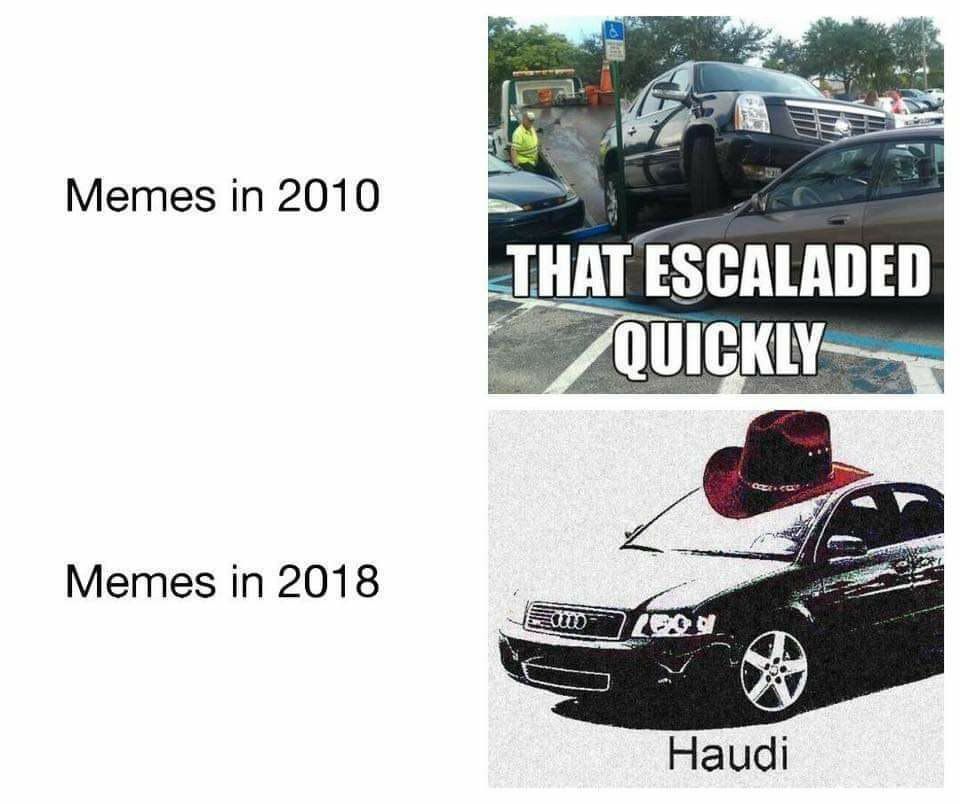 Memes in 2010
THAT ESCALADED
QUICKLY
Memes in 2018
Haudi